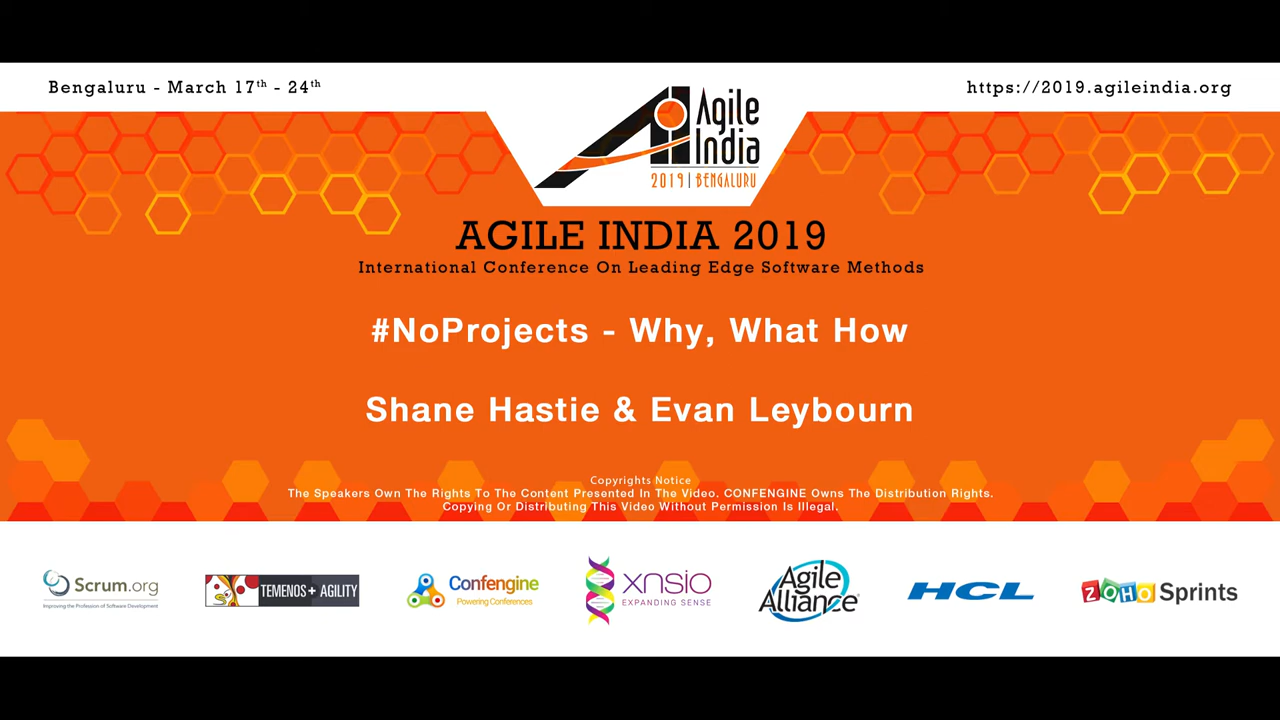 Bengaluru - March 17th - 24th
https://2019.agileindia.org
Agile
India
2019 | BENGALURU
AGILE INDIA 2019
International Conference On Leading Edge Software Methods
#NoProjects - Why, What How
Shane Hastie & Evan Leybourn
Copyrights Notice
The Speakers Own The Rights To The Content Presented In The Video. CONFENGINE Owns The Distribution Rights.
Copying Or Distributing This Video Without Permission Is Illegal.
Scrum.org
Improving the Profession of Software Development
TEMENOS+ AGILITY
Confengine
Powering Conferences
xnsio
EXPANDING SENSE
Agile
Alliance
HCL
ZOHO Sprints